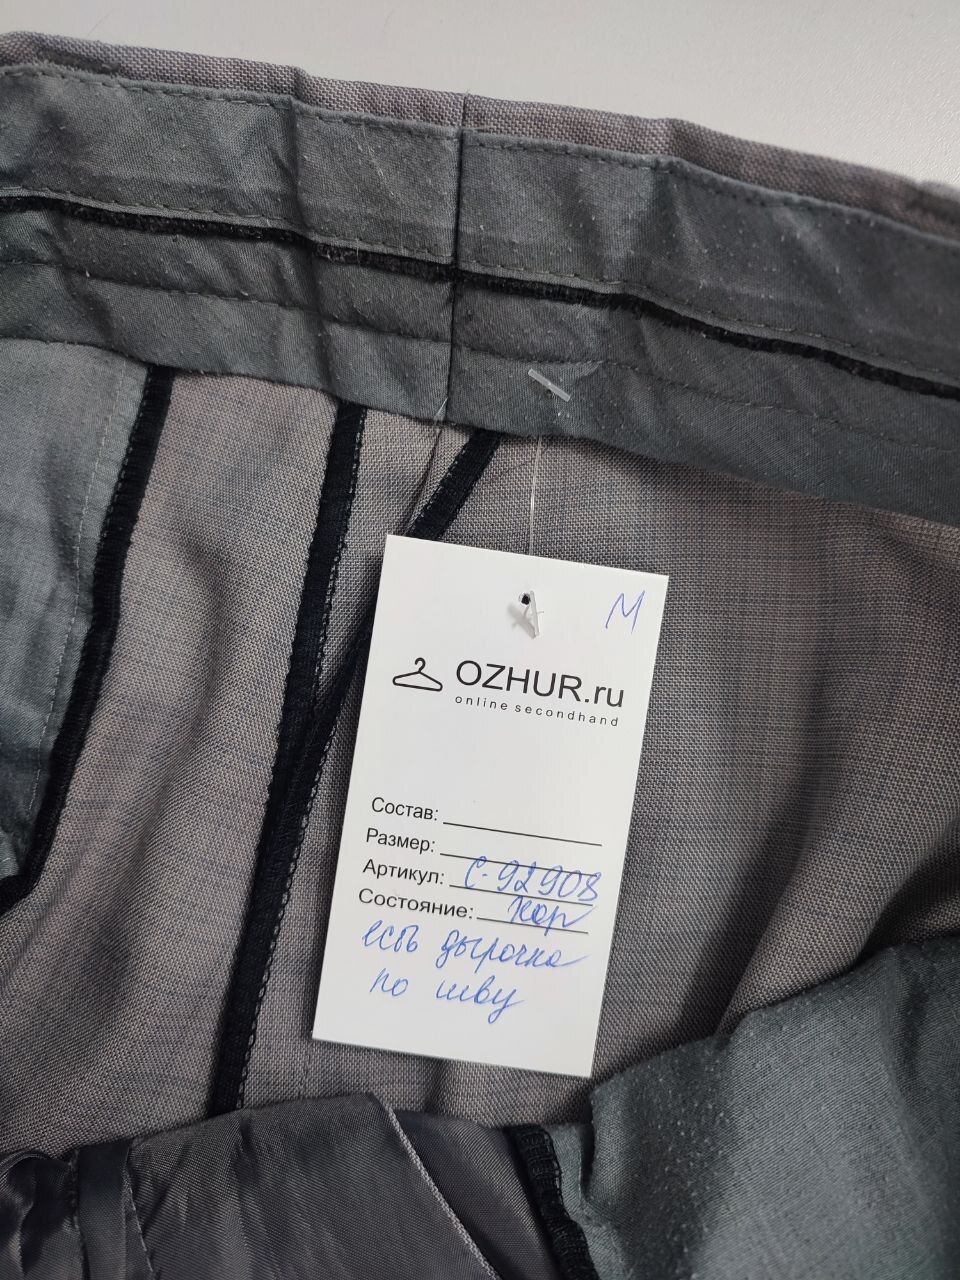 М
OZHUR.ru
online secondhand
Состав:
Размер:
Артикул: С-92908
Состояние: хор
есть дырочка
по шву